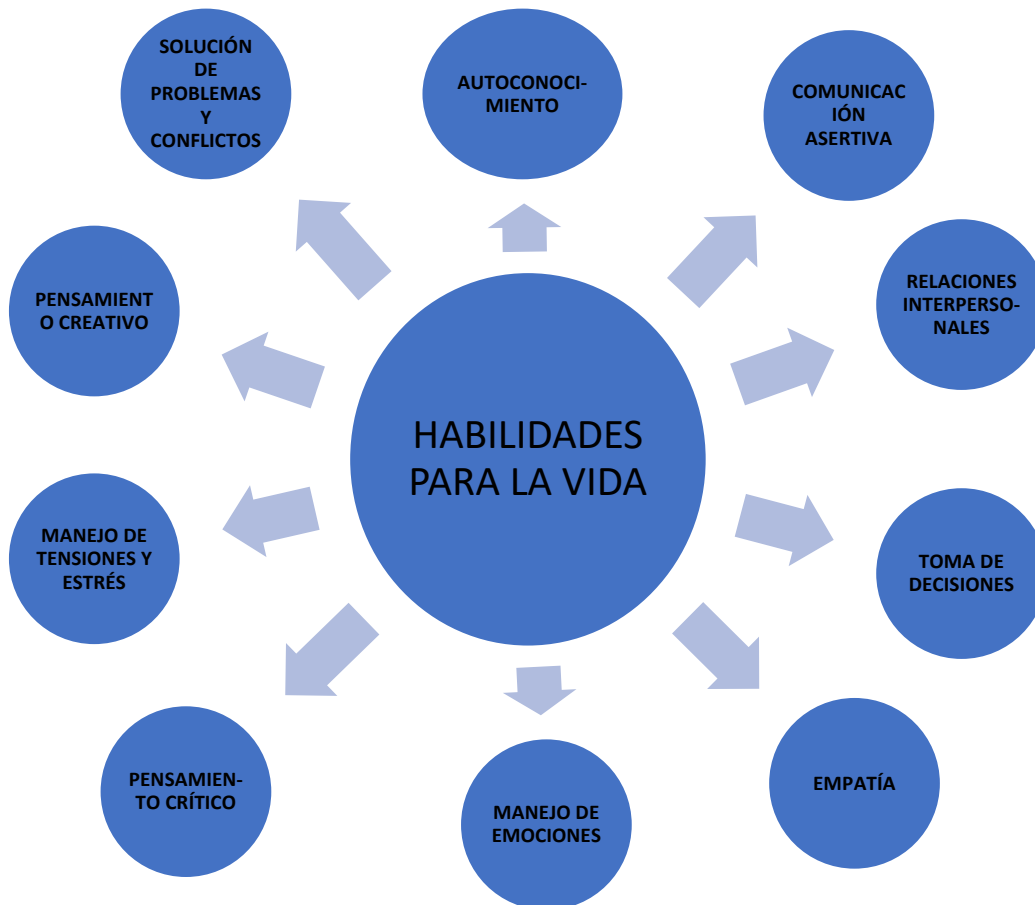 SOLUCIÓN
DE
PROBLEMAS
Y
CONFLICTOS
AUTOCONOCI-
MIENTO
COMUNICAC
IÓN
ASERTIVA
PENSAMIENT
O CREATIVO
RELACIONES
INTERPERSO-
NALES
HABILIDADES
PARA LA VIDA
MANEJO DE
TENSIONES Y
ESTRÉS
TOMA DE
DECISIONES
PENSAMIEN-
TO CRÍTICO
MANEJO DE
EMOCIONES
EMPATÍA